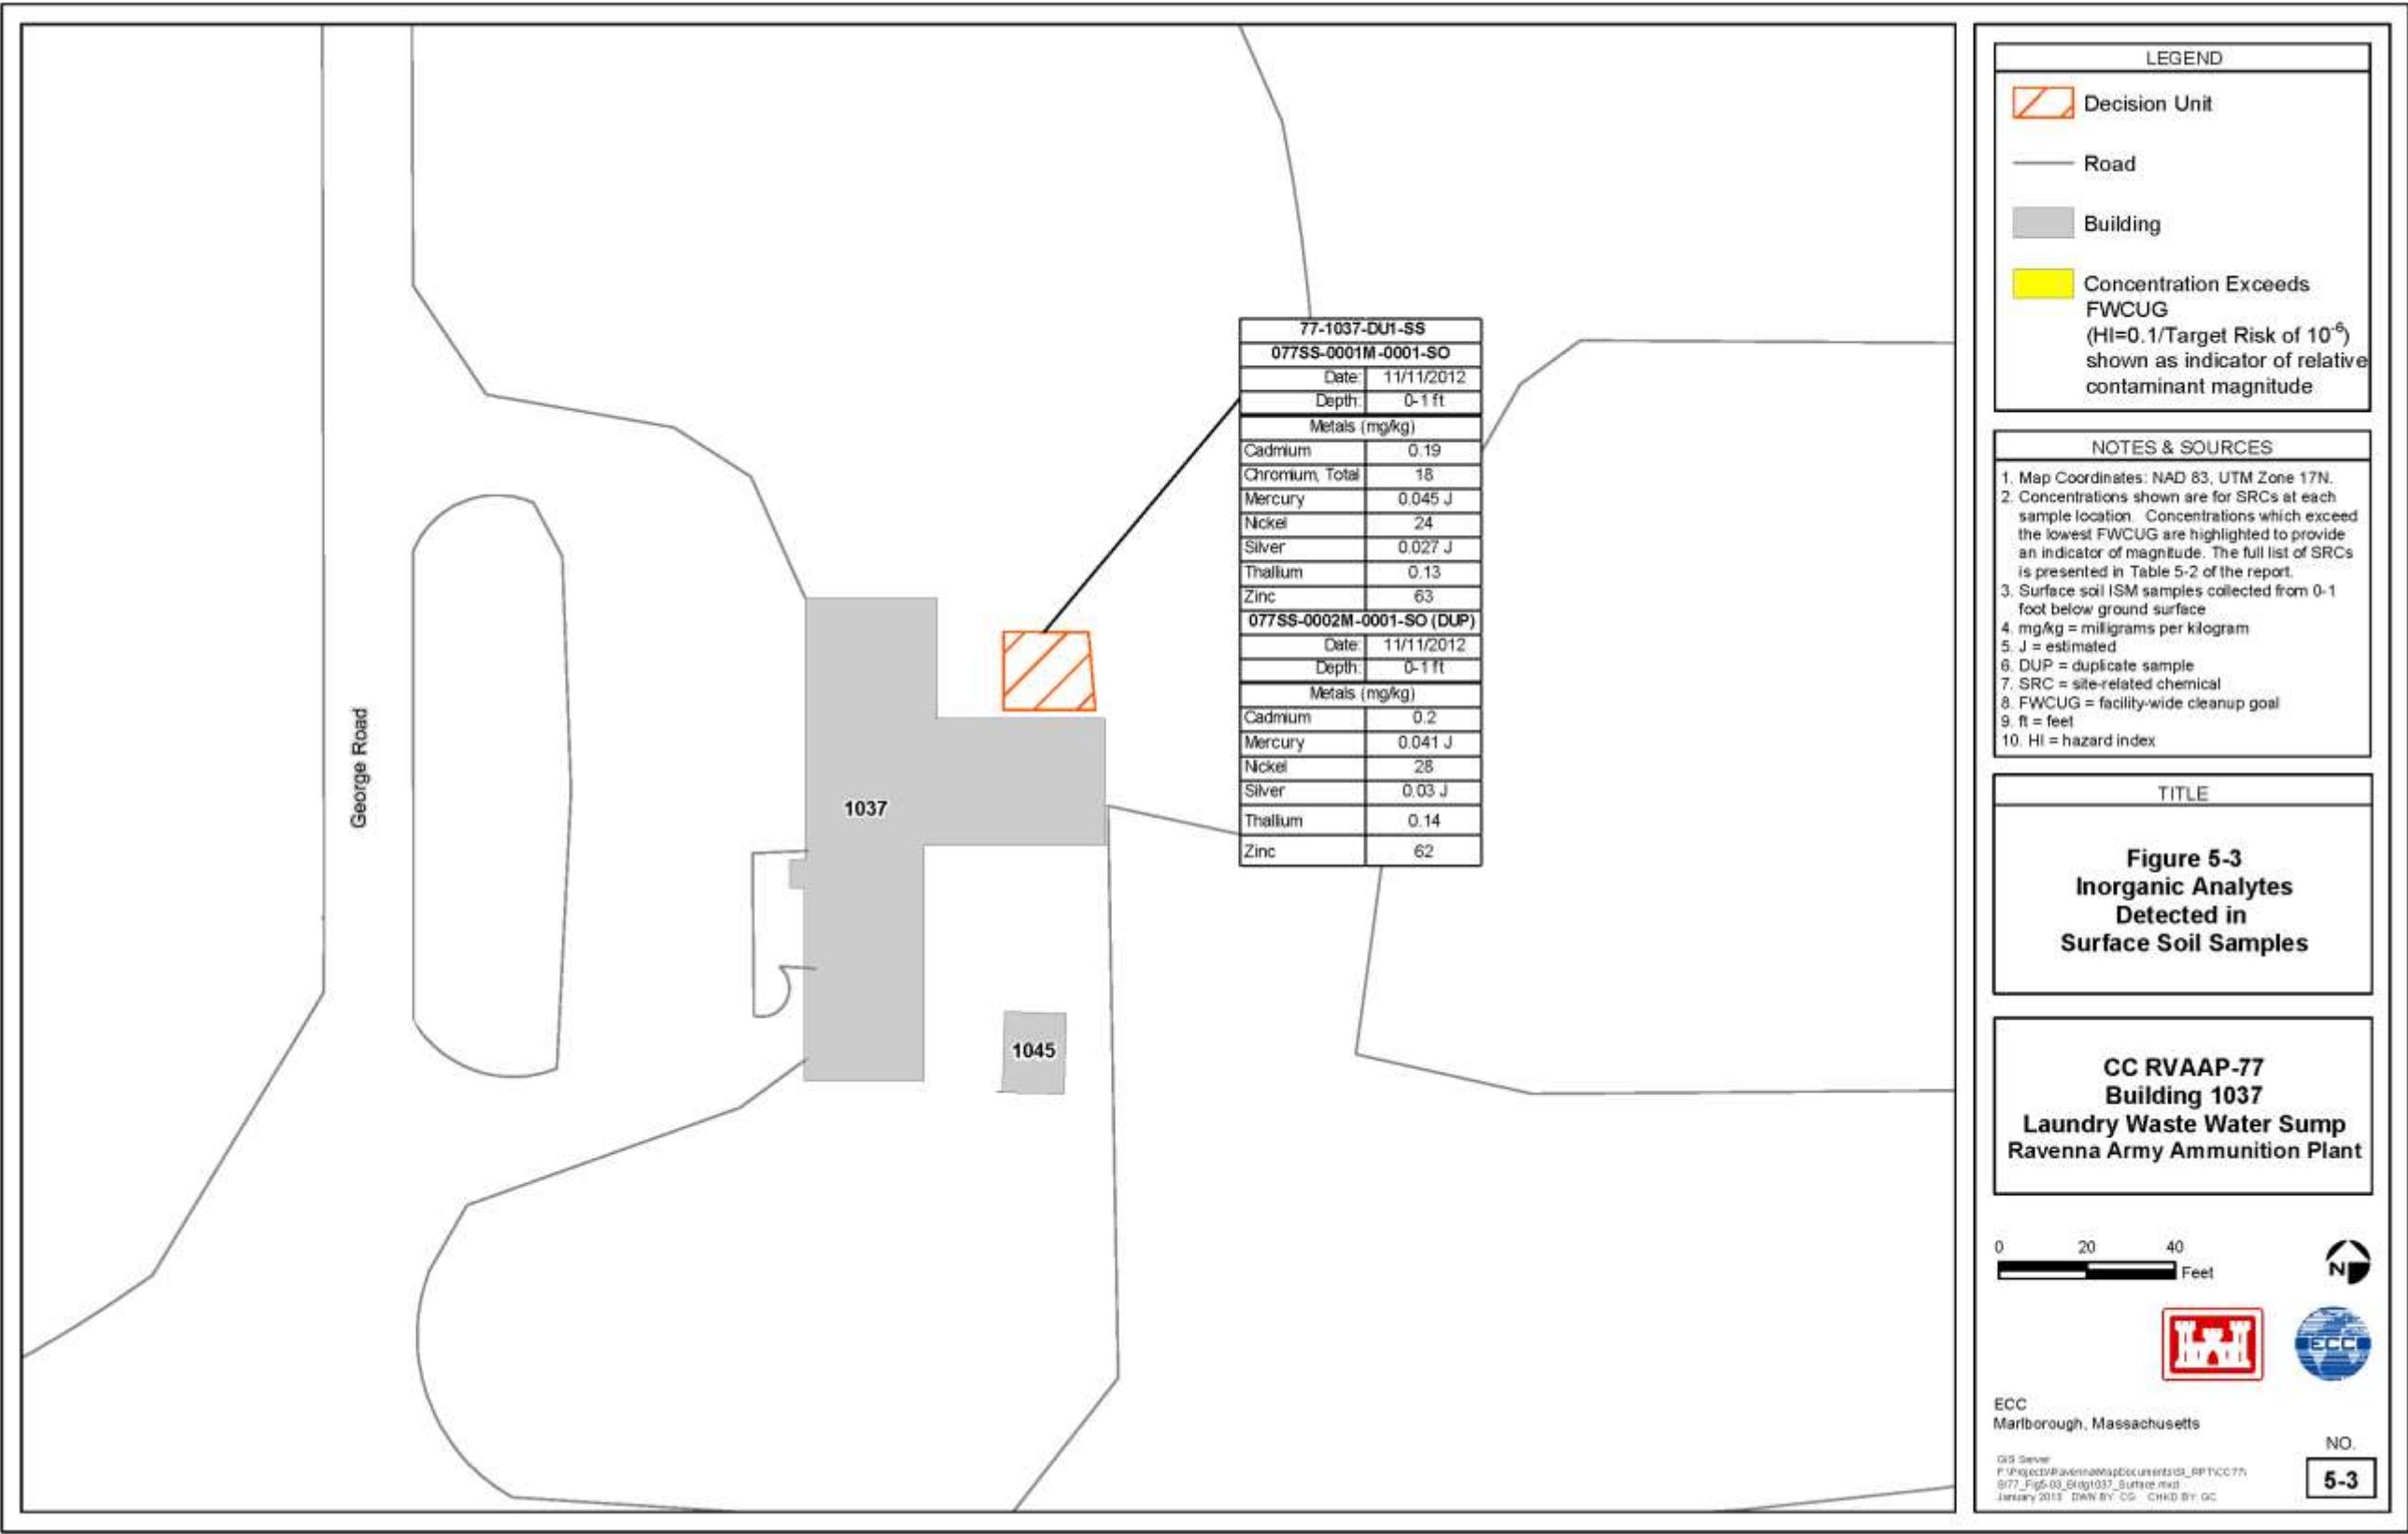 George Road
1037
1045
77-1037-DU1-SS
077SS-0001M-0001-SO
Date: 11/11/2012
Depth: 0-1 ft
Metals (mg/kg)
Cadmium 0.19
Chromium, Total 18
Mercury 0.045 J
Nickel 24
Silver 0.027 J
Thallium 0.13
Zinc 63
077SS-0002M-0001-SO (DUP)
Date: 11/11/2012
Depth: 0-1 ft
Metals (mg/kg)
Cadmium 0.2
Mercury 0.041 J
Nickel 28
Silver 0.03 J
Thallium 0.14
Zinc 62
LEGEND
Decision Unit
Road
Building
Concentration Exceeds
FWCUG
(HI=0.1/Target Risk of 10⁻⁶)
shown as indicator of relative
contaminant magnitude
NOTES & SOURCES
1. Map Coordinates: NAD 83, UTM Zone 17N.
2. Concentrations shown are for SRCs at each
sample location. Concentrations which exceed
the lowest FWCUG are highlighted to provide
an indicator of magnitude. The full list of SRCs
is presented in Table 5-2 of the report.
3. Surface soil ISM samples collected from 0-1
foot below ground surface
4. mg/kg = milligrams per kilogram
5. J = estimated
6. DUP = duplicate sample
7. SRC = site-related chemical
8. FWCUG = facility-wide cleanup goal
9. ft = feet
10. HI = hazard index
TITLE
Figure 5-3
Inorganic Analytes
Detected in
Surface Soil Samples
CC RVAAP-77
Building 1037
Laundry Waste Water Sump
Ravenna Army Ammunition Plant
0 20 40
Feet
N
ECC
ECC
Marlborough, Massachusetts
GIS Server
January 2013 DWN BY: CG CHKD BY: GC
NO.
5-3